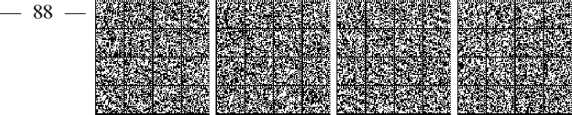 — 88 —